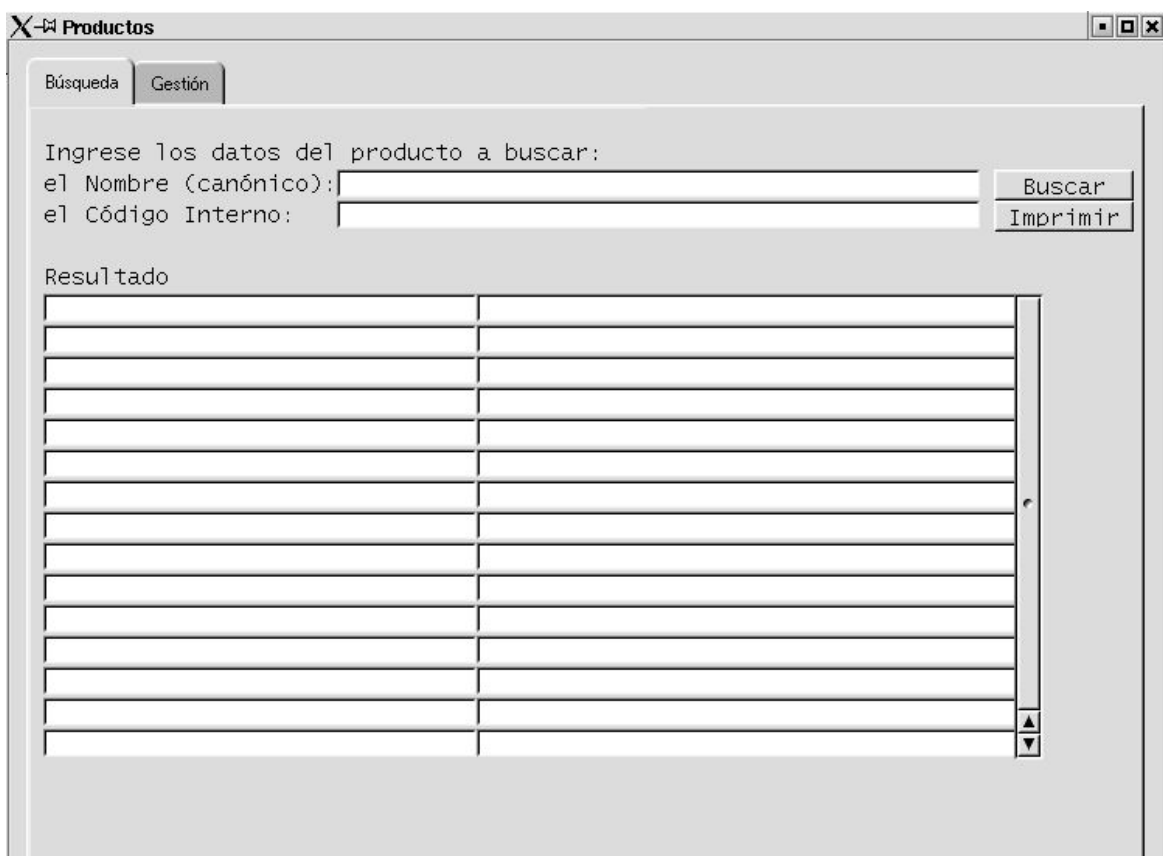 Productos
Búsqueda Gestión
Ingrese los datos del producto a buscar:
el Nombre (canónico): Buscar
el Código Interno: Imprimir
Resultado